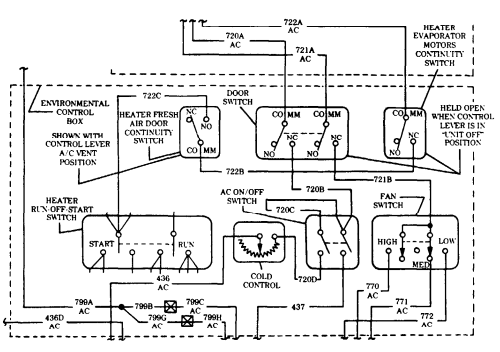 722A
AC
720A
AC
721A
AC
HEATER
EVAPORATOR
MOTORS
CONTINUITY
SWITCH
722C
DOOR
SWITCH
ENVIRONMENTAL
CONTROL
BOX
NC
NO
COMM
HEATER FRESH
AIR DOOR
CONTINUITY
SWITCH
SHOWN WITH
CONTROL LEVER
A/C VENT
POSITION
COMM
COMM
NC
NO
NC
NO
COMM
NC
NO
HELD OPEN
WHEN CONTROL
LEVER IS IN
"UNIT OFF"
POSITION
722B
721B
720B
HEATER
RUN-OFF-START
SWITCH
AC ON/OFF
SWITCH
720C
FAN
SWITCH
START
RUN
HIGH
LOW
MED
436
AC
COLD
CONTROL
720D
799A
AC
799B
799C
AC
437
770
AC
771
AC
772
AC
436D
AC
799G
799H
AC